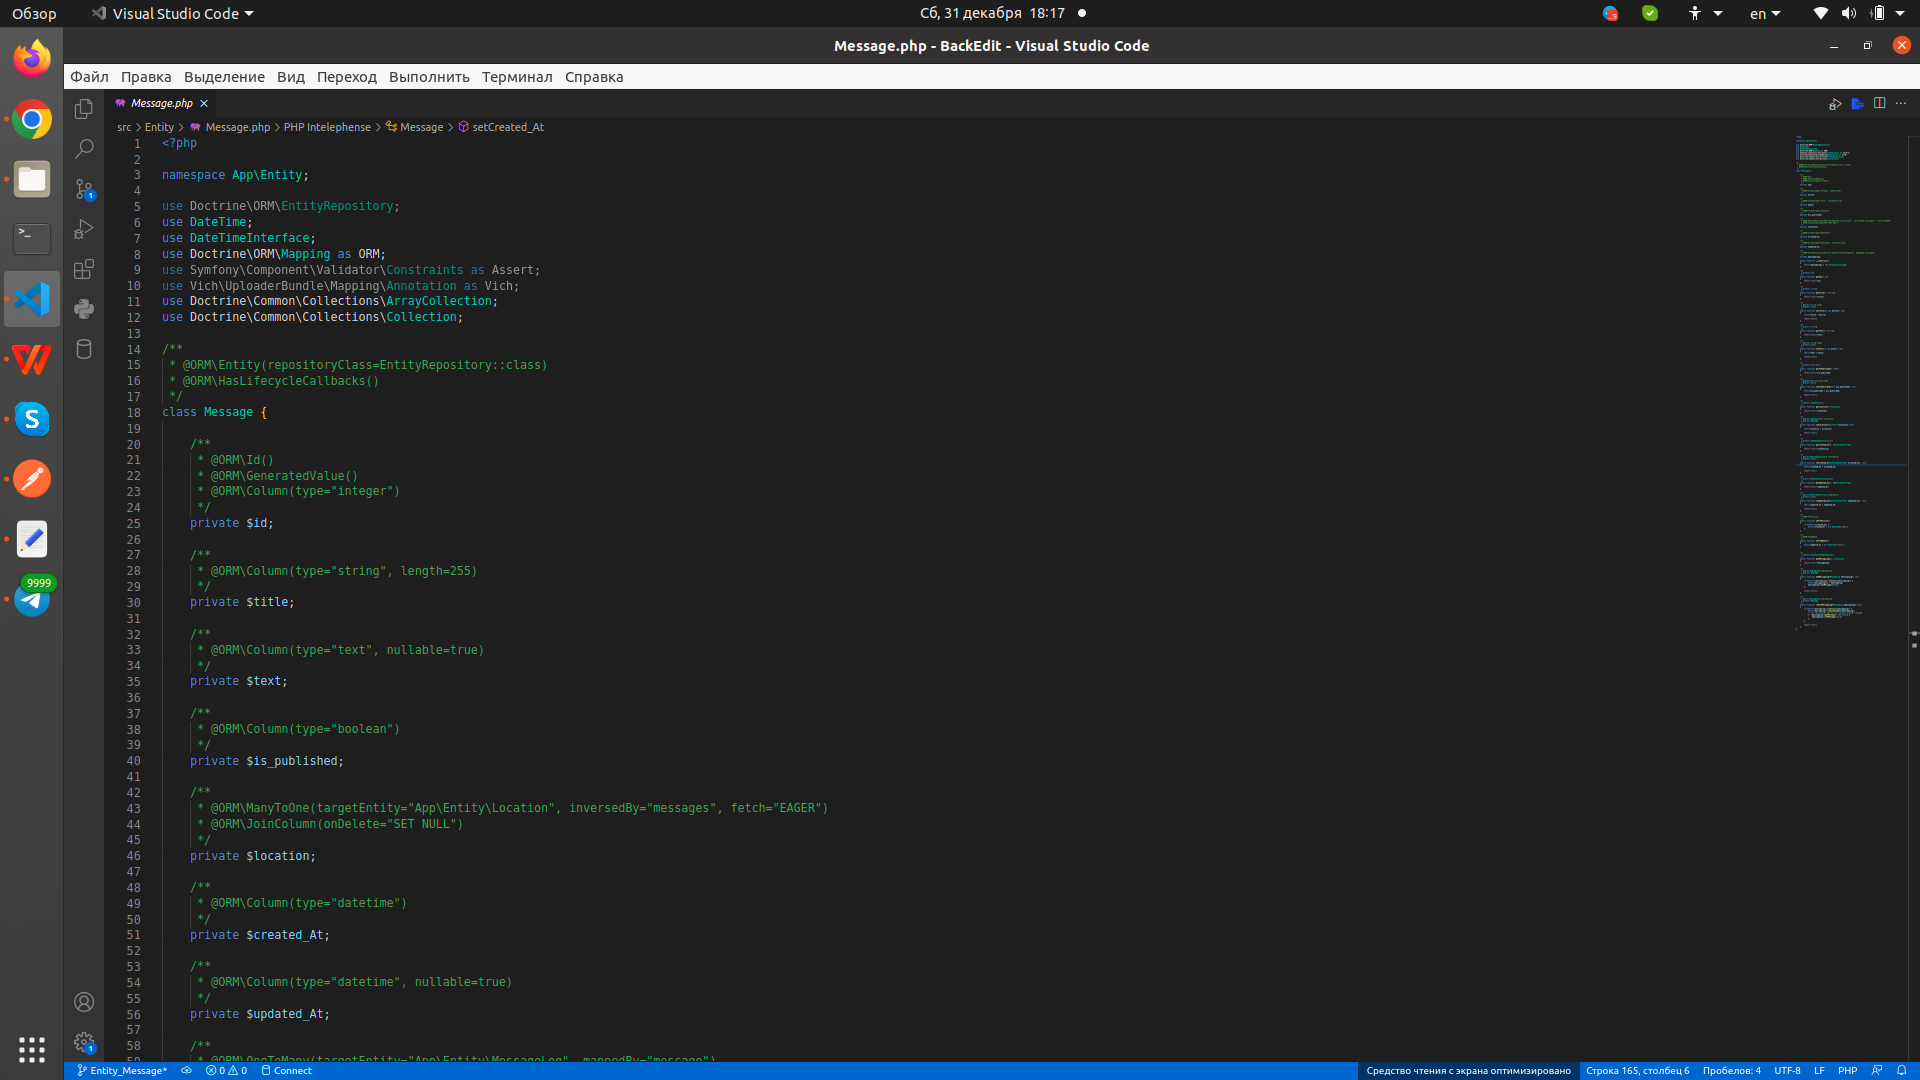 Обзор
Visual Studio Code
Сб, 31 декабря 18:17
en
Message.php - BackEdit - Visual Studio Code
Файл Правка Выделение Вид Переход Выполнить Терминал Справка
Message.php
src > Entity > Message.php > PHP Intelephense > Message > setCreated_At
1 <?php
2
3 namespace App\Entity;
4
5 use Doctrine\ORM\EntityRepository;
6 use DateTime;
7 use DateTimeInterface;
8 use Doctrine\ORM\Mapping as ORM;
9 use Symfony\Component\Validator\Constraints as Assert;
10 use Vich\UploaderBundle\Mapping\Annotation as Vich;
11 use Doctrine\Common\Collections\ArrayCollection;
12 use Doctrine\Common\Collections\Collection;
13
14 /**
15 * @ORM\Entity(repositoryClass=EntityRepository::class)
16 * @ORM\HasLifecycleCallbacks()
17 */
18 class Message {
19
20 /**
21 * @ORM\Id()
22 * @ORM\GeneratedValue()
23 * @ORM\Column(type="integer")
24 */
25 private $id;
26
27 /**
28 * @ORM\Column(type="string", length=255)
29 */
30 private $title;
31
32 /**
33 * @ORM\Column(type="text", nullable=true)
34 */
35 private $text;
36
37 /**
38 * @ORM\Column(type="boolean")
39 */
40 private $is_published;
41
42 /**
43 * @ORM\ManyToOne(targetEntity="App\Entity\Location", inversedBy="messages", fetch="EAGER")
44 * @ORM\JoinColumn(onDelete="SET NULL")
45 */
46 private $location;
47
48 /**
49 * @ORM\Column(type="datetime")
50 */
51 private $created_At;
52
53 /**
54 * @ORM\Column(type="datetime", nullable=true)
55 */
56 private $updated_At;
57
58 /**
59 * @ORM\OneToMany(targetEntity="App\Entity\MessageLog", mappedBy="message")
9999
Entity_Message* 0 0 Connect
Средство чтения с экрана оптимизировано Строка 165, столбец 6 Пробелов: 4 UTF-8 LF PHP